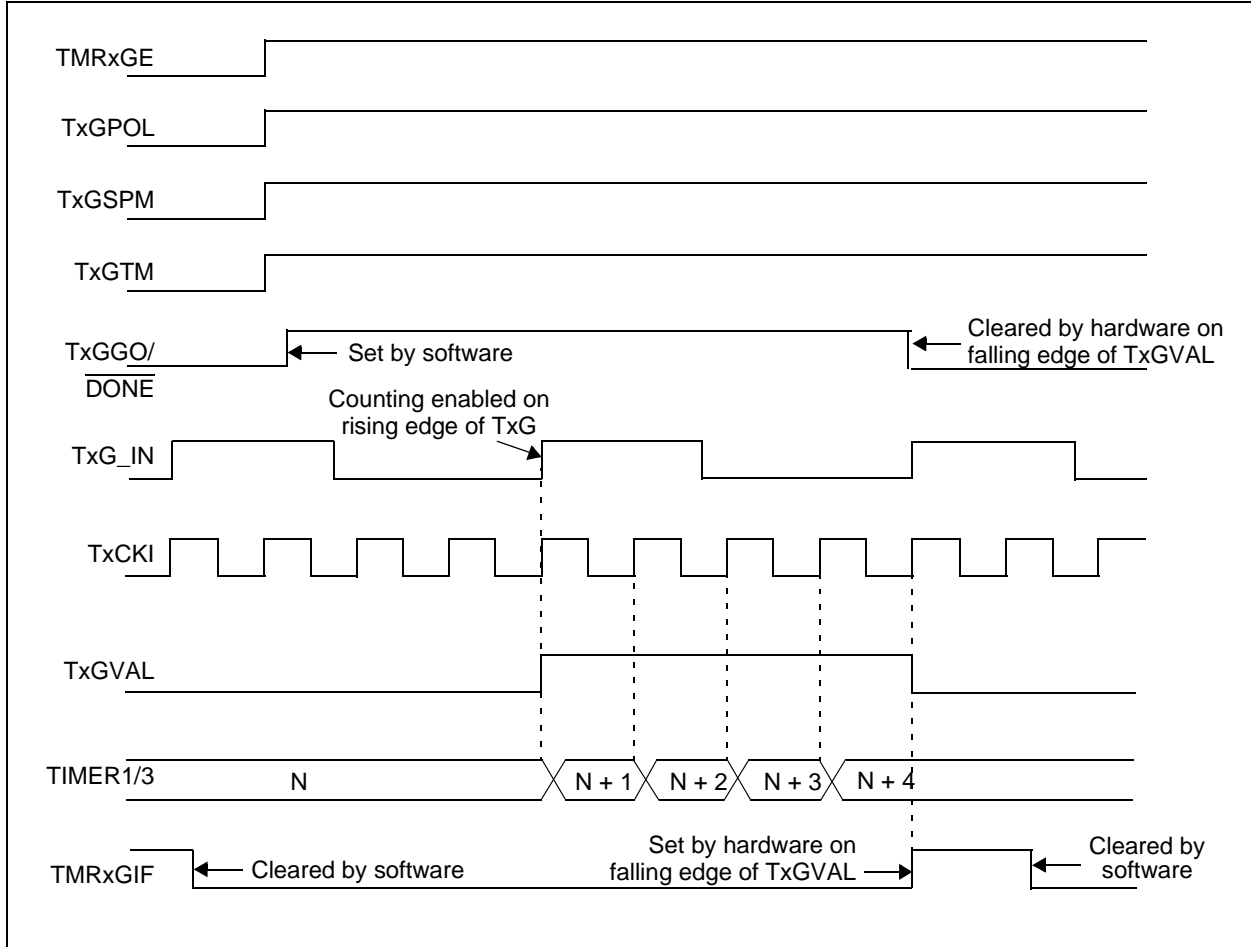 TMRxGE
TxGPOL
TxGSPM
TxGTM
TxGGO/
DONE
Set by software
Cleared by hardware on
falling edge of TxGVAL
Counting enabled on
rising edge of TxG
TxG_IN
TxCKI
TxGVAL
TIMER1/3
N
N + 1
N + 2
N + 3
N + 4
TMRxGIF
Cleared by software
Set by hardware on
falling edge of TxGVAL
Cleared by
software